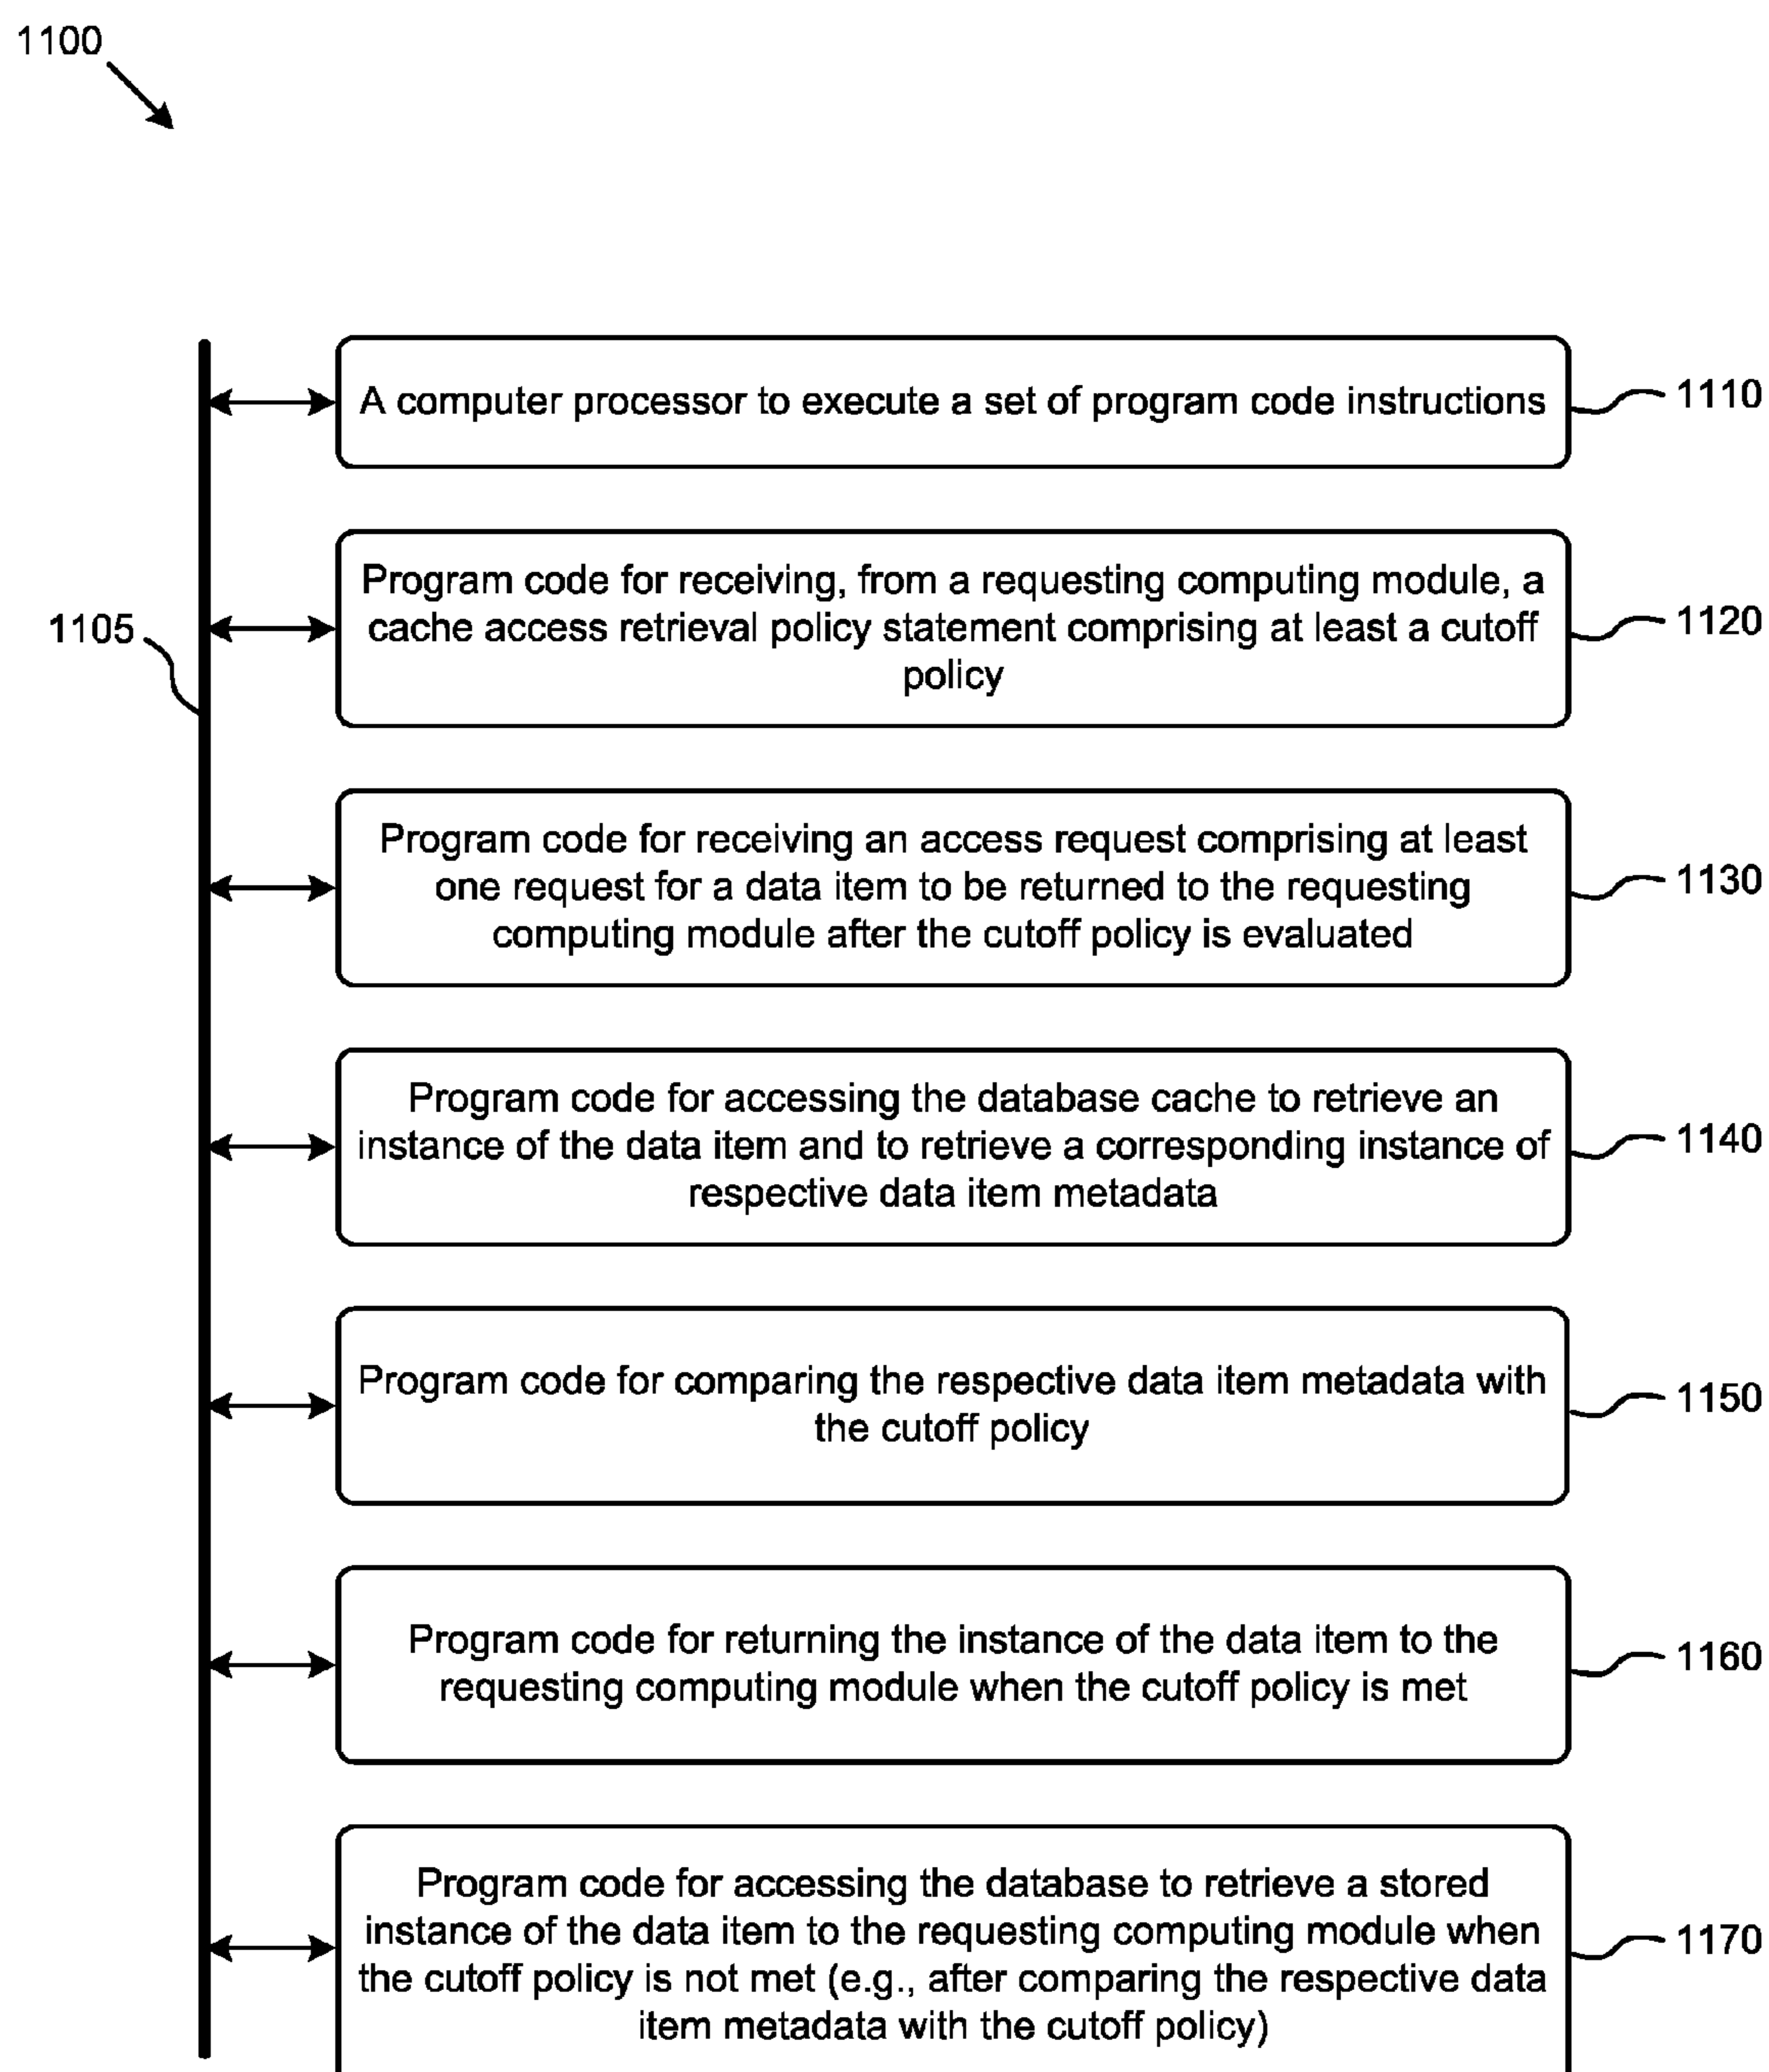 1100
A computer processor to execute a set of program code instructions
1110
Program code for receiving, from a requesting computing module, a
cache access retrieval policy statement comprising at least a cutoff
policy
1120
1105
Program code for receiving an access request comprising at least
one request for a data item to be returned to the requesting
computing module after the cutoff policy is evaluated
1130
Program code for accessing the database cache to retrieve an
instance of the data item and to retrieve a corresponding instance of
respective data item metadata
1140
Program code for comparing the respective data item metadata with
the cutoff policy
1150
Program code for returning the instance of the data item to the
requesting computing module when the cutoff policy is met
1160
Program code for accessing the database to retrieve a stored
instance of the data item to the requesting computing module when
the cutoff policy is not met (e.g., after comparing the respective data
item metadata with the cutoff policy)
1170